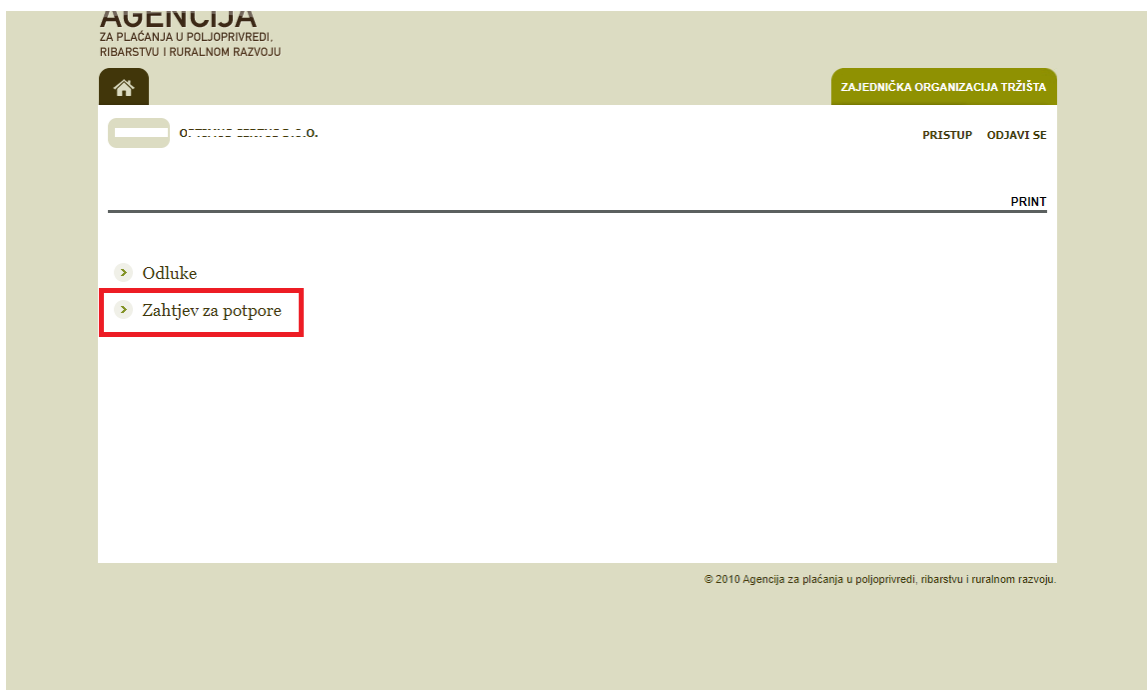 AGENCIJA
ZA PLAĆANJA U POLJOPRIVREDI,
RIBARSTVU I RURALNOM RAZVOJU
ZAJEDNIČKA ORGANIZACIJA TRŽIŠTA
PRISTUP ODJAVI SE
PRINT
Odluke
Zahtjev za potpore
© 2010 Agencija za plaćanja u poljoprivredi, ribarstvu i ruralnom razvoju.